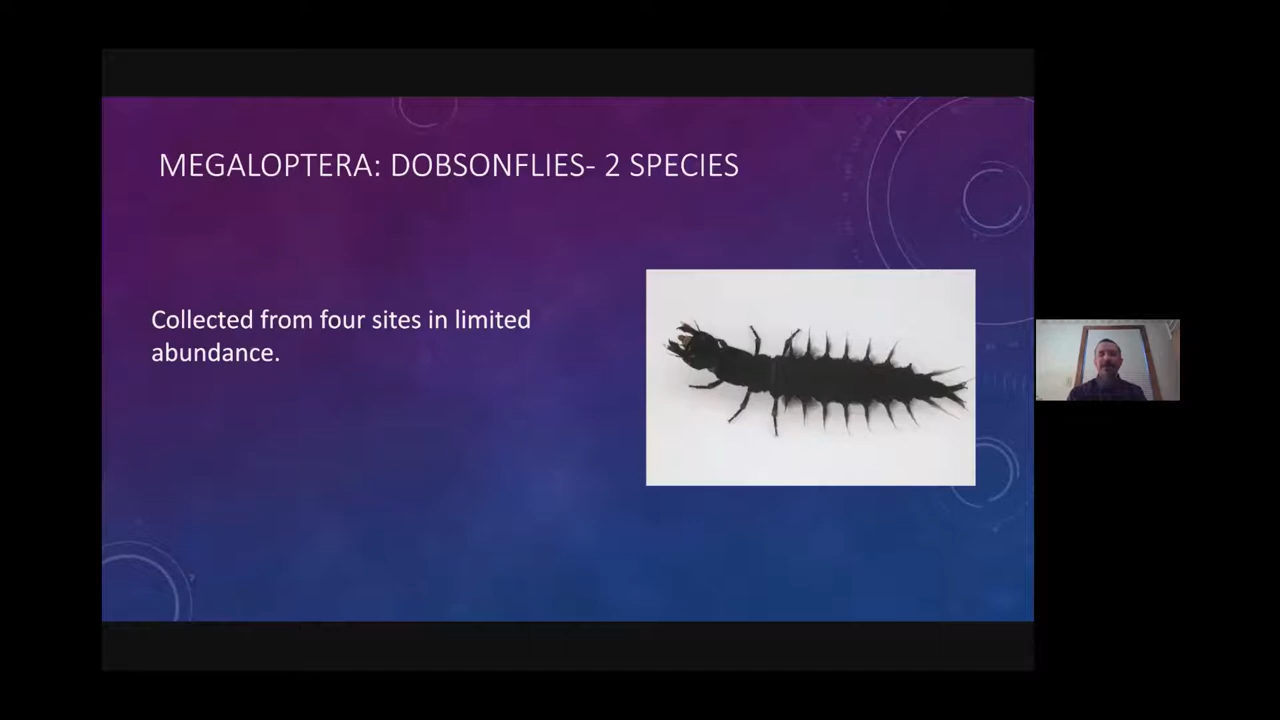 MEGALOPTERA: DOBSONFLIES- 2 SPECIES
Collected from four sites in limited
abundance.